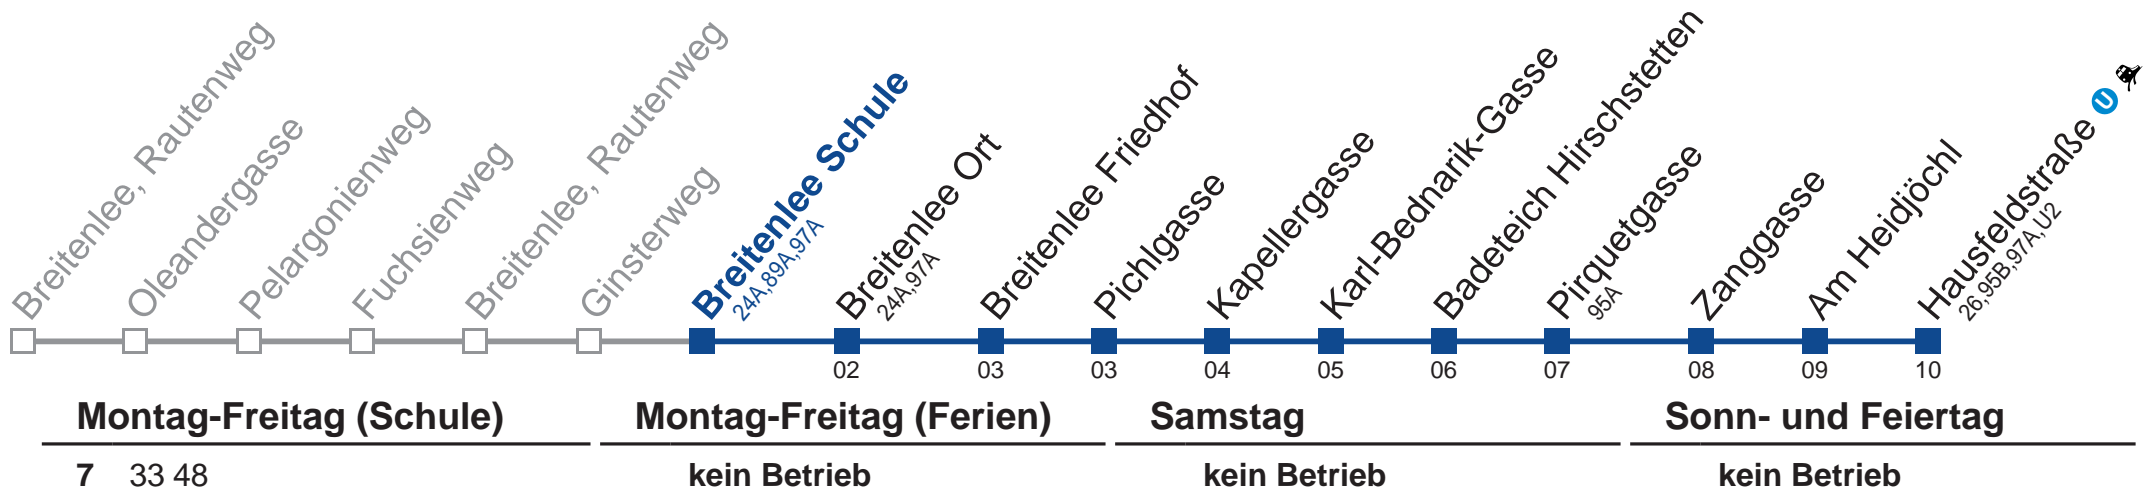 Breitenlee, Rautenweg
Oleandergasse
Pelargonienweg
Fuchsienweg
Breitenlee, Rautenweg
Ginsterweg
Breitenlee Schule
24A,89A,97A
Breitenlee Ort
24A,97A
Breitenlee Friedhof
Pichlgasse
Kapellergasse
Karl-Bednarik-Gasse
Badeteich Hirschstetten
Pirquetgasse
95A
Zanggasse
Am Heidjöchl
Hausfeldstraße U
26,95B,97A,U2
02 03 03 04 05 06 07 08 09 10
Montag-Freitag (Schule) Montag-Freitag (Ferien) Samstag Sonn- und Feiertag
7 33 48 kein Betrieb kein Betrieb kein Betrieb